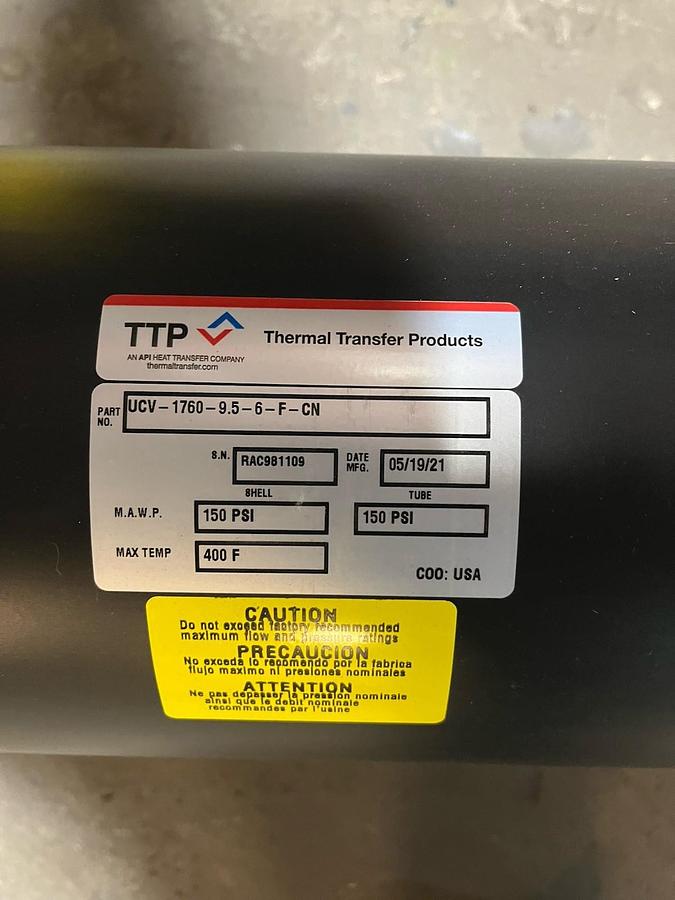 TTP
Thermal Transfer Products
AN API HEAT TRANSFER COMPANY
thermaltransfer.com
PART NO.
UCV-1760-9.5-6-F-CN
S.N.
RAC981109
DATE MFG.
05/19/21
SHELL
TUBE
M.A.W.P.
150 PSI
150 PSI
MAX TEMP
400 F
COO: USA
CAUTION
Do not exceed factory recommended
maximum flow and pressure ratings
PRECAUCION
No exceda lo recomendo por la fabrica
flujo maximo ni presiones nominales
ATTENTION
Ne pas depasser la pression nominale
ainsi que le debit nominale
recommandes par l'usine